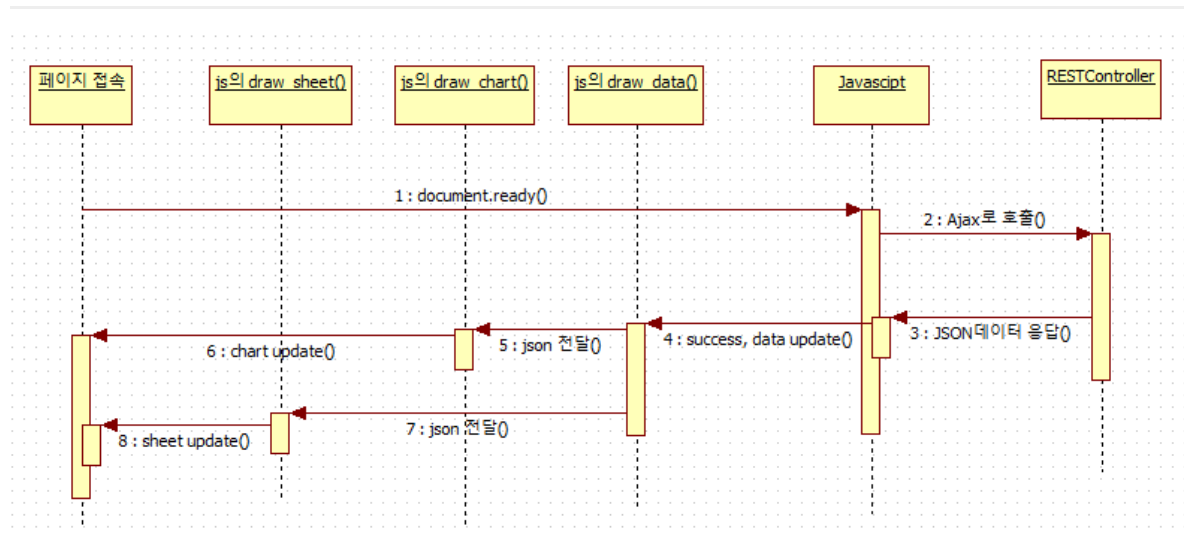 페이지 접속
js의 draw_sheet()
js의 draw_chart()
js의 draw_data()
Javascipt
RESTController
1 : document.ready()
2 : Ajax로 호출()
3 : JSON데이터 응답()
4 : success, data update()
5 : json 전달()
6 : chart update()
7 : json 전달()
8 : sheet update()